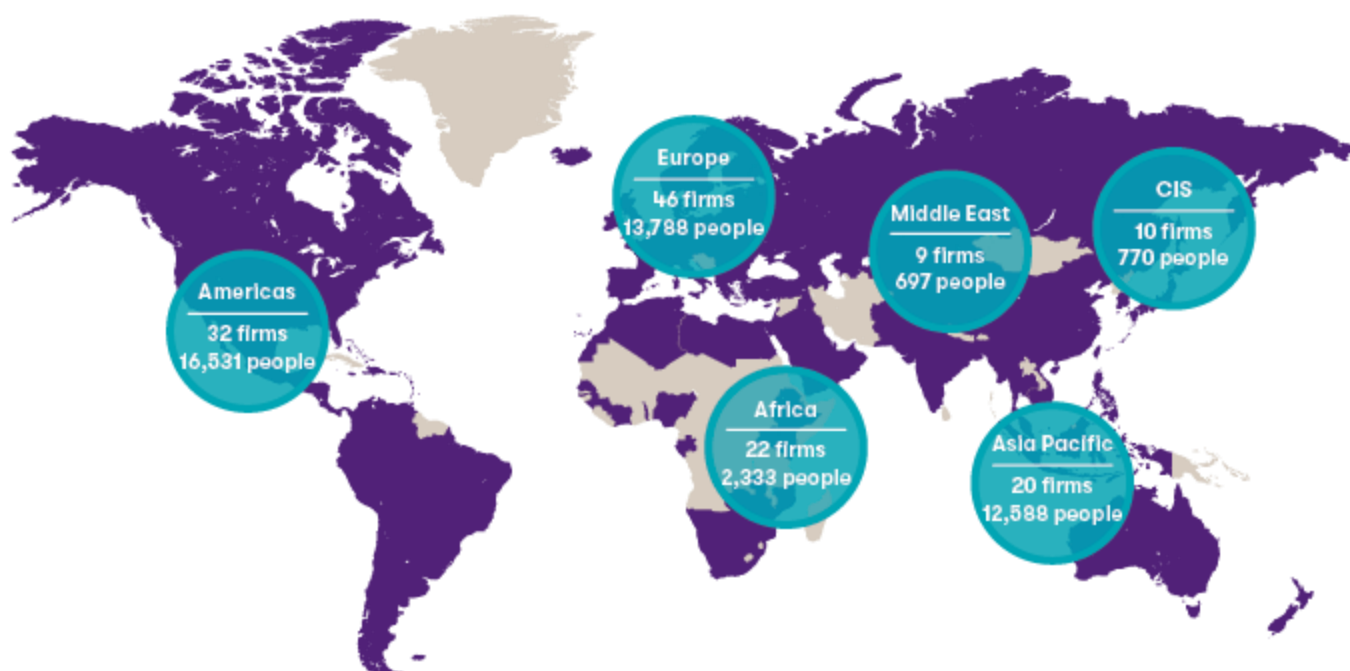 Europe
46 firms
13,788 people
CIS
10 firms
770 people
Middle East
9 firms
697 people
Americas
32 firms
16,531 people
Africa
22 firms
2,333 people
Asia Pacific
20 firms
12,588 people